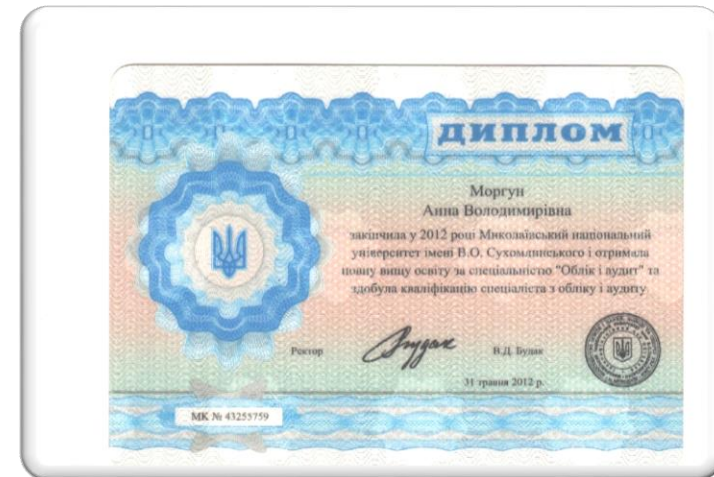 ДИПЛОМ
Моргун
Анна Володимирівна
закінчила у 2012 році Миколаївський національний
університет імені В.О. Сухомлинського і отримала
повну вищу освіту за спеціальністю "Облік і аудит" та
здобула кваліфікацію спеціаліста з обліку і аудиту
Ректор В.Д. Будак
31 травня 2012 р.
МК № 43255759